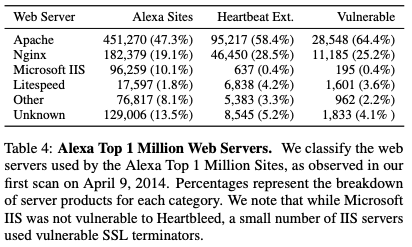 Web Server Alexa Sites Heartbeat Ext. Vulnerable
Apache 451,270 (47.3%) 95,217 (58.4%) 28,548 (64.4%)
Nginx 182,379 (19.1%) 46,450 (28.5%) 11,185 (25.2%)
Microsoft IIS 96,259 (10.1%) 637 (0.4%) 195 (0.4%)
Litespeed 17,597 (1.8%) 6,838 (4.2%) 1,601 (3.6%)
Other 76,817 (8.1%) 5,383 (3.3%) 962 (2.2%)
Unknown 129,006 (13.5%) 8,545 (5.2%) 1,833 (4.1% )
Table 4: Alexa Top 1 Million Web Servers. We classify the web
servers used by the Alexa Top 1 Million Sites, as observed in our
first scan on April 9, 2014. Percentages represent the breakdown
of server products for each category. We note that while Microsoft
IIS was not vulnerable to Heartbleed, a small number of IIS servers
used vulnerable SSL terminators.